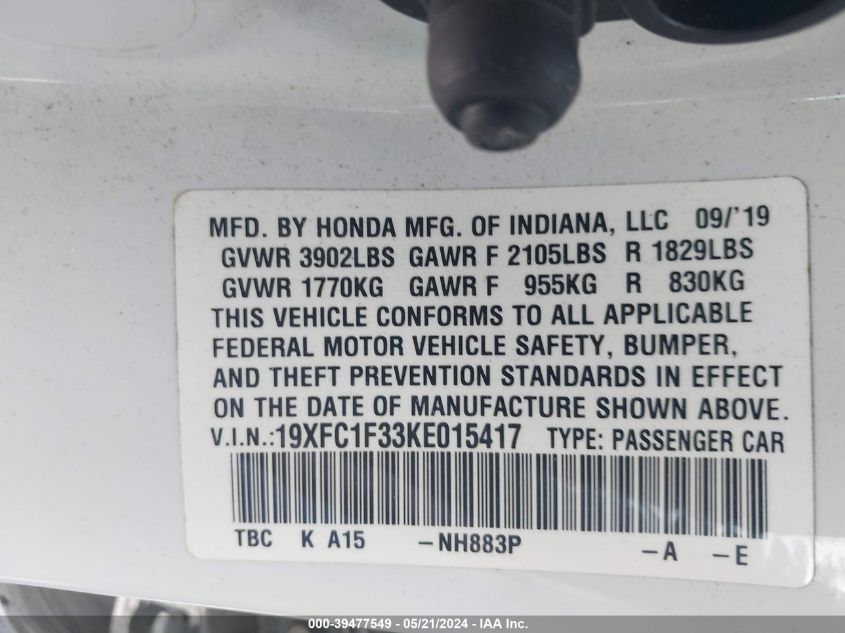 MFD. BY HONDA MFG. OF INDIANA, LLC 09/'19
GVWR 3902LBS GAWR F 2105LBS R 1829LBS
GVWR 1770KG GAWR F 955KG R 830KG
THIS VEHICLE CONFORMS TO ALL APPLICABLE
FEDERAL MOTOR VEHICLE SAFETY, BUMPER,
AND THEFT PREVENTION STANDARDS IN EFFECT
ON THE DATE OF MANUFACTURE SHOWN ABOVE.
V.I.N.:19XFC1F33KE015417 TYPE: PASSENGER CAR
TBC K A15 –NH883P –A –E
000-39477549 - 05/21/2024 - IAA Inc.